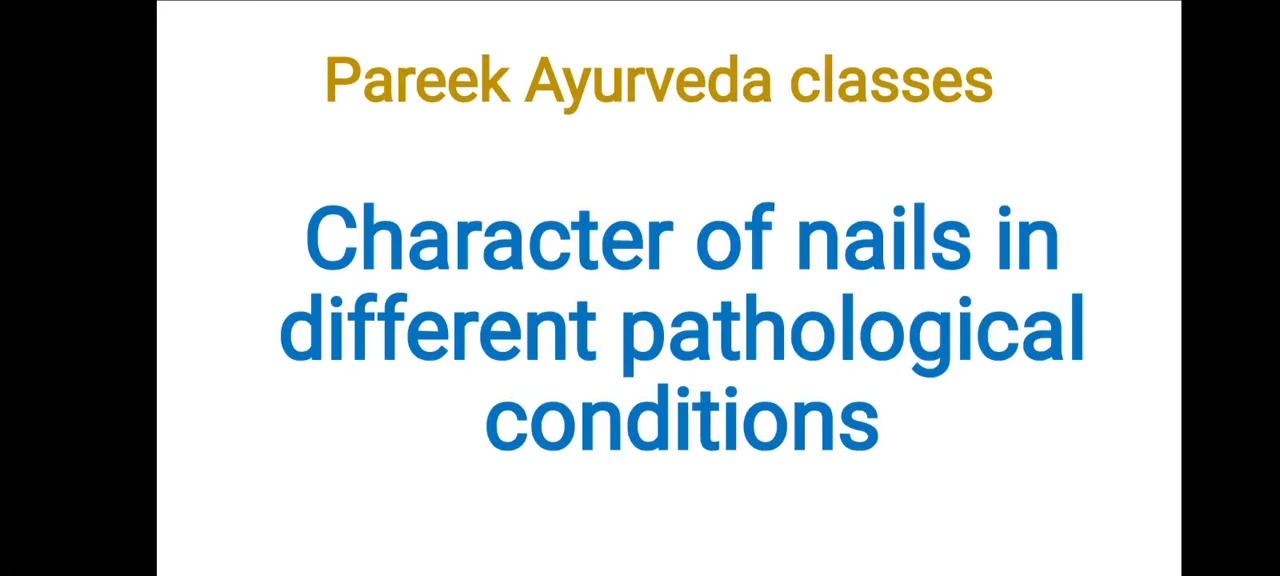 Pareek Ayurveda classes
Character of nails in
different pathological
conditions